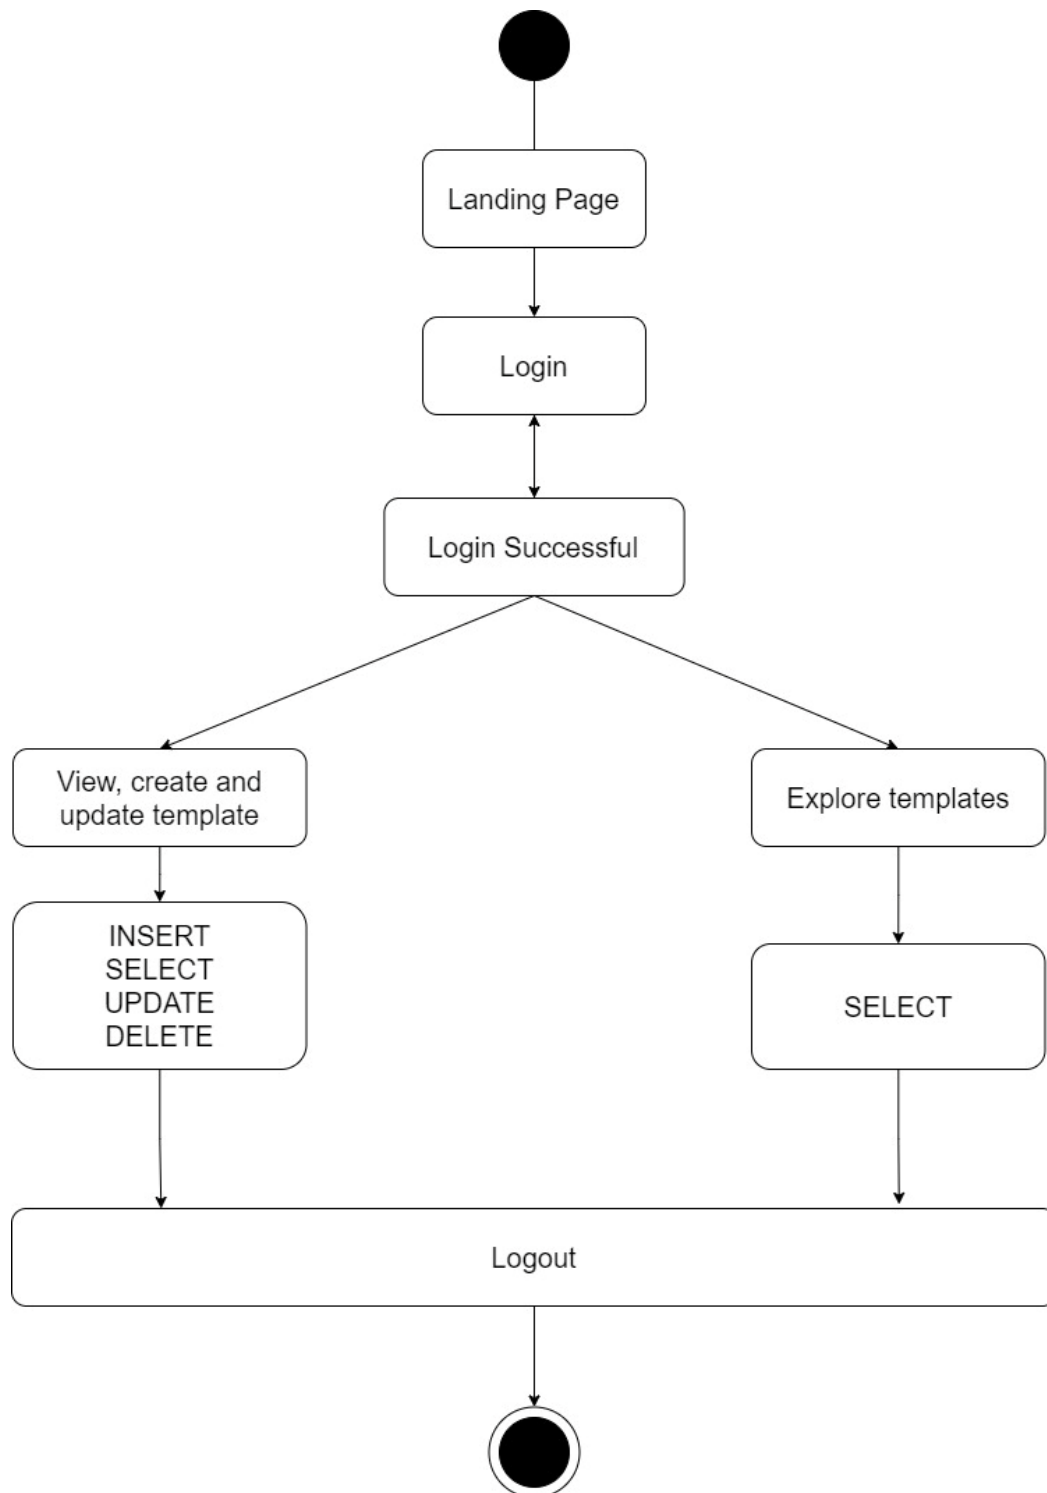 Landing Page
Login
Login Successful
View, create and
update template
Explore templates
INSERT
SELECT
UPDATE
DELETE
SELECT
Logout